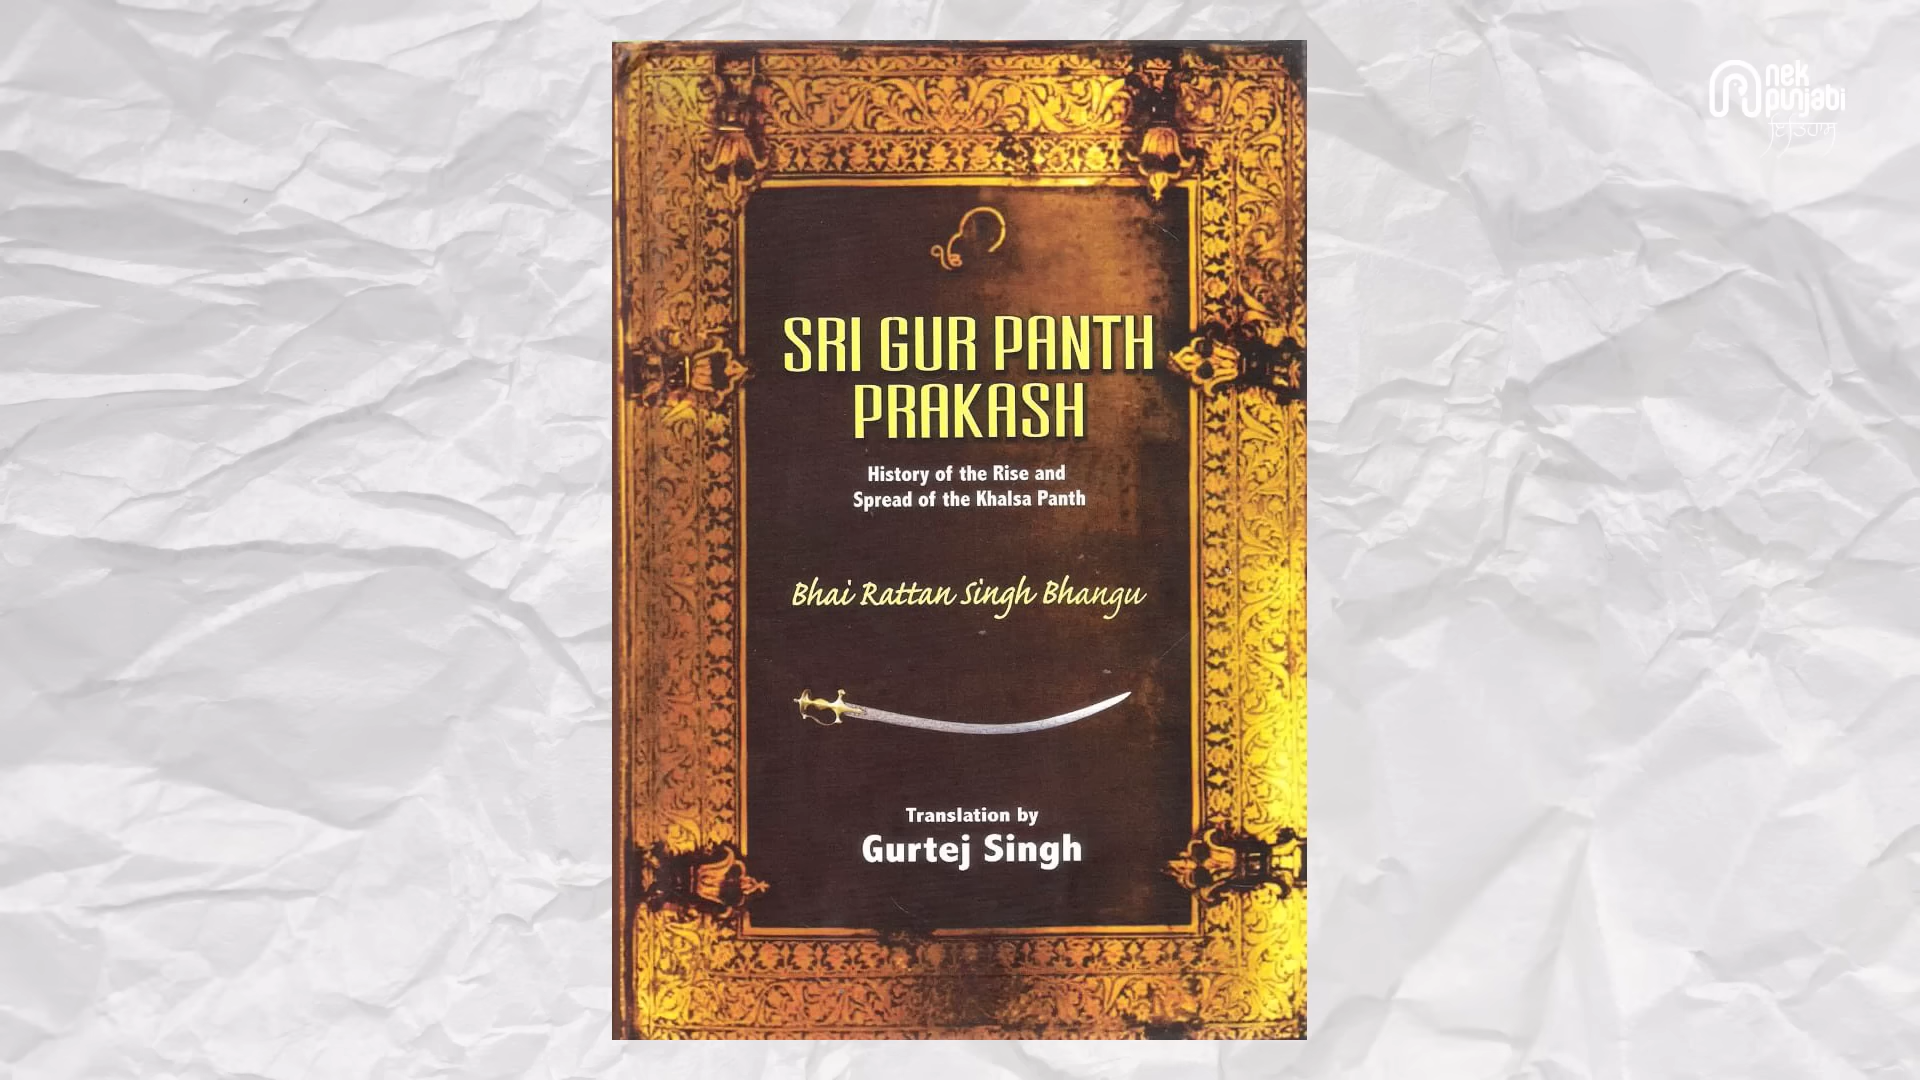 nek
punjabi
ਇਤਿਹਾਸ
ੴ
SRI GUR PANTH
PRAKASH
History of the Rise and
Spread of the Khalsa Panth
Bhai Rattan Singh Bhangu
Translation by
Gurtej Singh